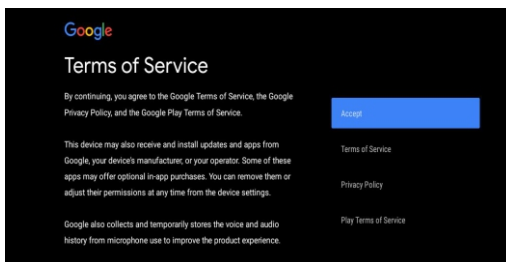 Google
Terms of Service
By continuing, you agree to the Google Terms of Service, the Google
Privacy Policy, and the Google Play Terms of Service.
This device may also receive and install updates and apps from
Google, your device's manufacturer, or your operator. Some of these
apps may offer optional in-app purchases. You can remove them or
adjust their permissions at any time from the device settings.
Google also collects and temporarily stores the voice and audio
history from microphone use to improve the product experience.
Accept
Terms of Service
Privacy Policy
Play Terms of Service